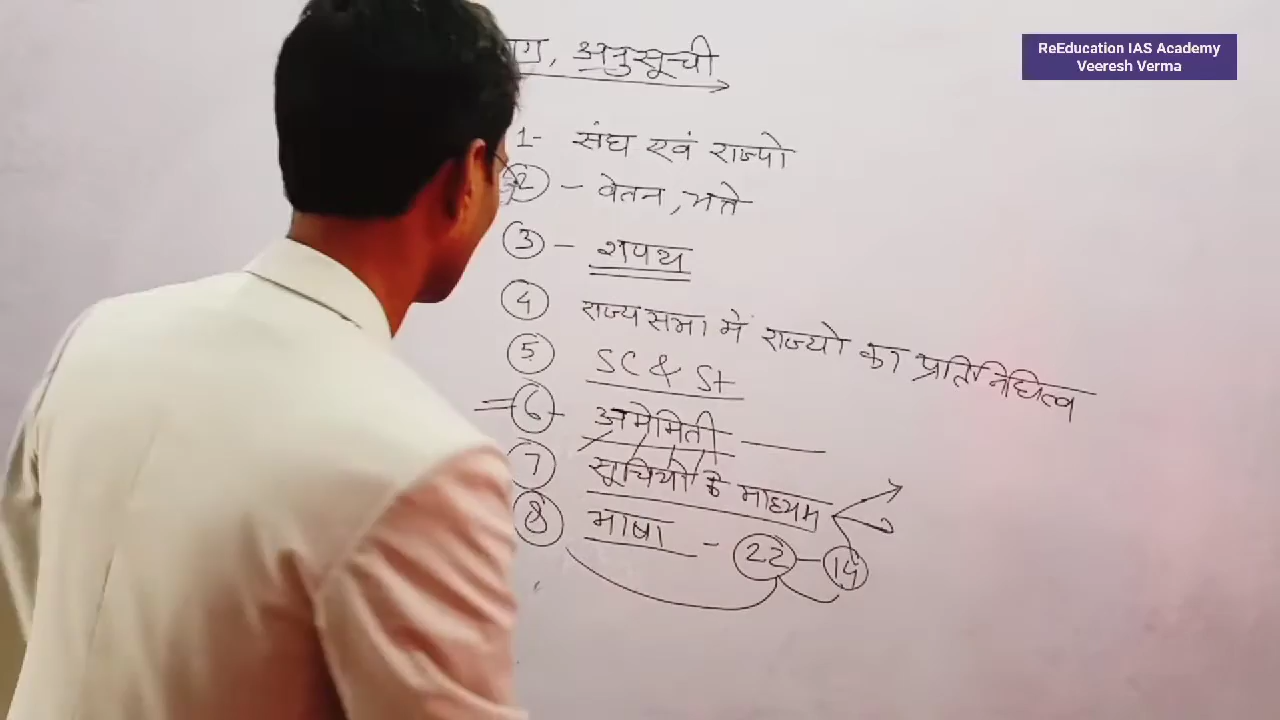 ReEducation IAS Academy
Veeresh Verma
ाग, अनुसूची
1- संघ एवं राज्यो
2 - वेतन, भत्ते
3 - शपथ
4 राज्यसभा में राज्यो का प्रतिनिधित्व
5 SC & ST
6 अमेमिती
7 सूचियो के माध्यम
8 भाषा - 22 - 14